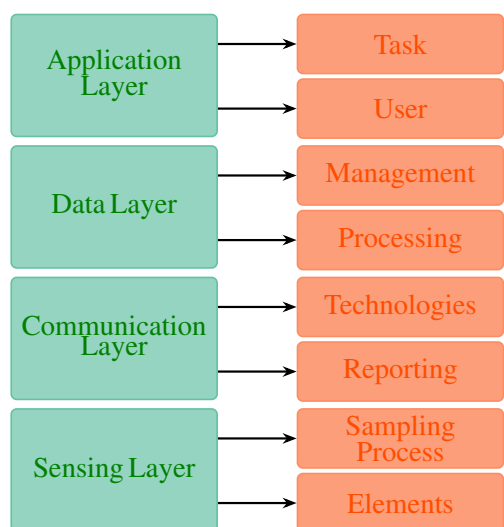 Application
Layer
Task
User
Data Layer
Management
Processing
Communication
Layer
Technologies
Reporting
Sensing Layer
Sampling
Process
Elements